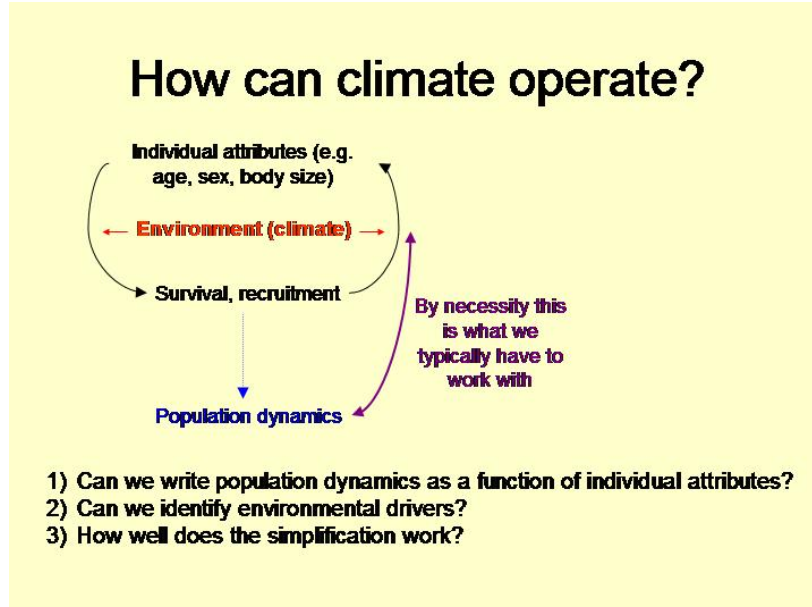 How can climate operate?
Individual attributes (e.g.
age, sex, body size)
Environment (climate)
Survival, recruitment
By necessity this
is what we
typically have to
work with
Population dynamics
1) Can we write population dynamics as a function of individual attributes?
2) Can we identify environmental drivers?
3) How well does the simplification work?